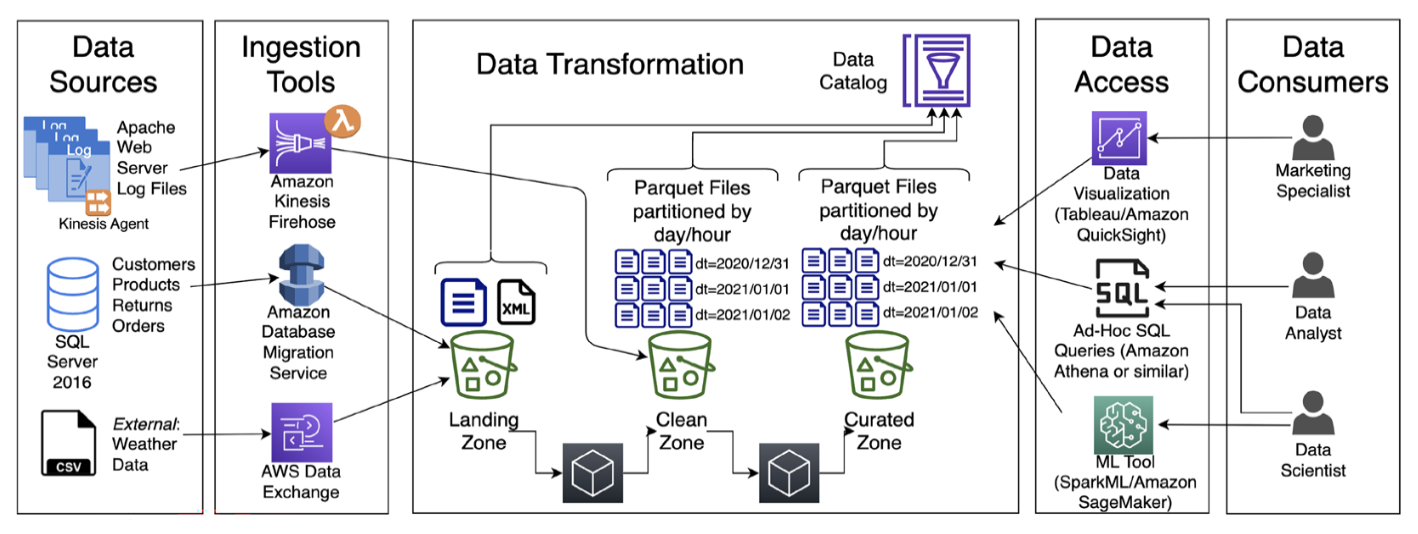 Data
Sources
Log
Log
Log
Apache
Web
Server
Log Files
Kinesis Agent
Customers
Products
Returns
Orders
SQL
Server
2016
CSV
External:
Weather
Data
Ingestion
Tools
Amazon
Kinesis
Firehose
Amazon
Database
Migration
Service
AWS Data
Exchange
Data Transformation
Data
Catalog
XML
Landing
Zone
Parquet Files
partitioned by
day/hour
dt=2020/12/31
dt=2021/01/01
dt=2021/01/02
Clean
Zone
Parquet Files
partitioned by
day/hour
dt=2020/12/31
dt=2021/01/01
dt=2021/01/02
Curated
Zone
Data
Access
Data
Visualization
(Tableau/Amazon
QuickSight)
SQL
Ad-Hoc SQL
Queries (Amazon
Athena or similar)
ML Tool
(SparkML/Amazon
SageMaker)
Data
Consumers
Marketing
Specialist
Data
Analyst
Data
Scientist